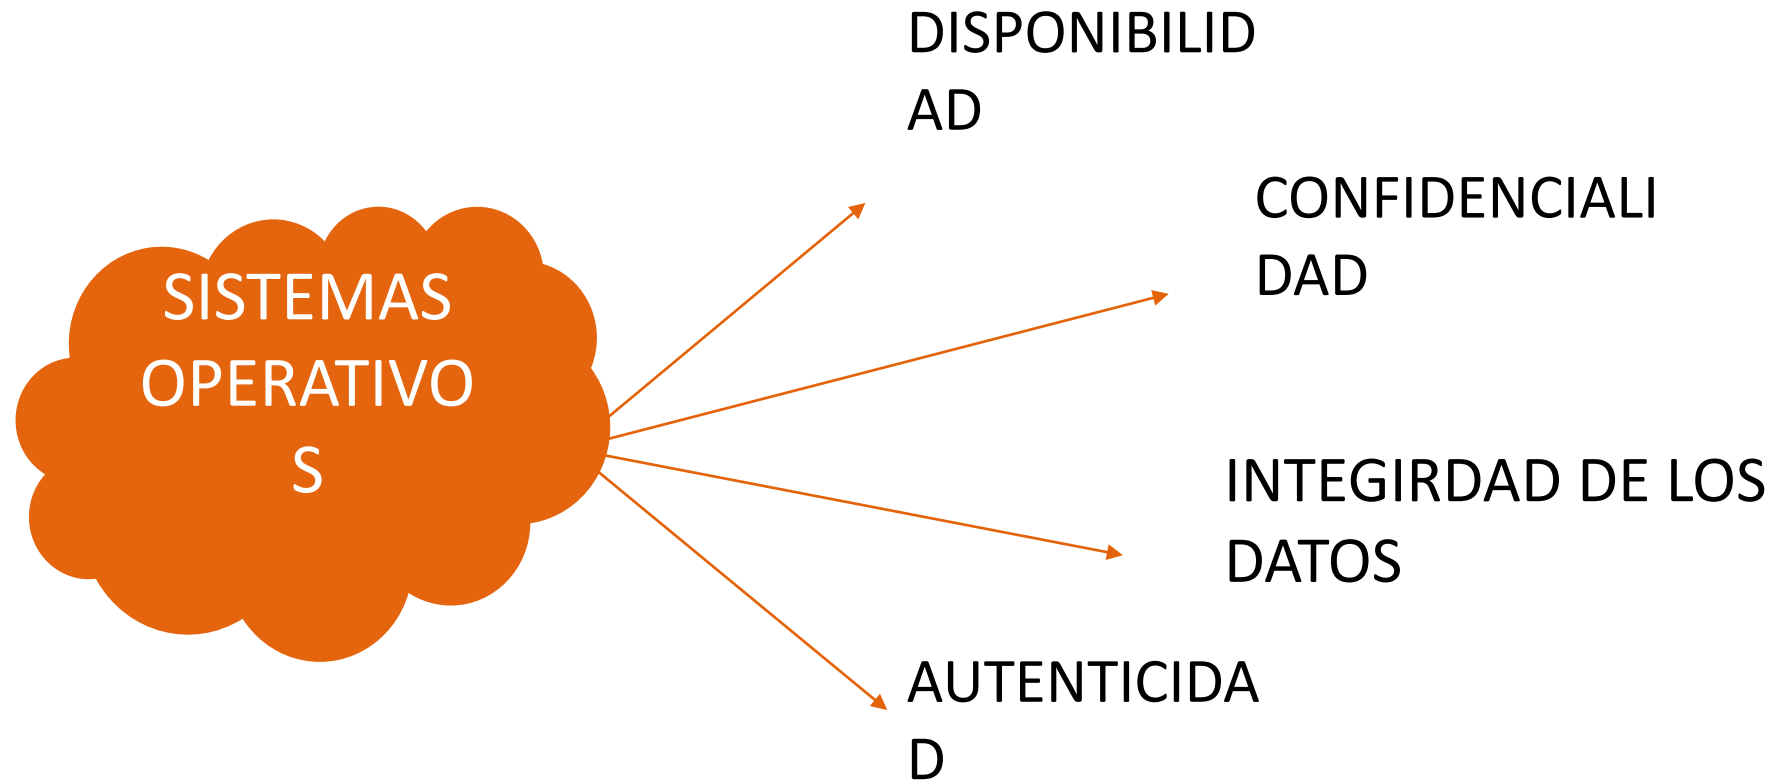 DISPONIBILID
AD
CONFIDENCIALI
DAD
SISTEMAS
OPERATIVO
S
INTEGIRDAD DE LOS
DATOS
AUTENTICIDA
D